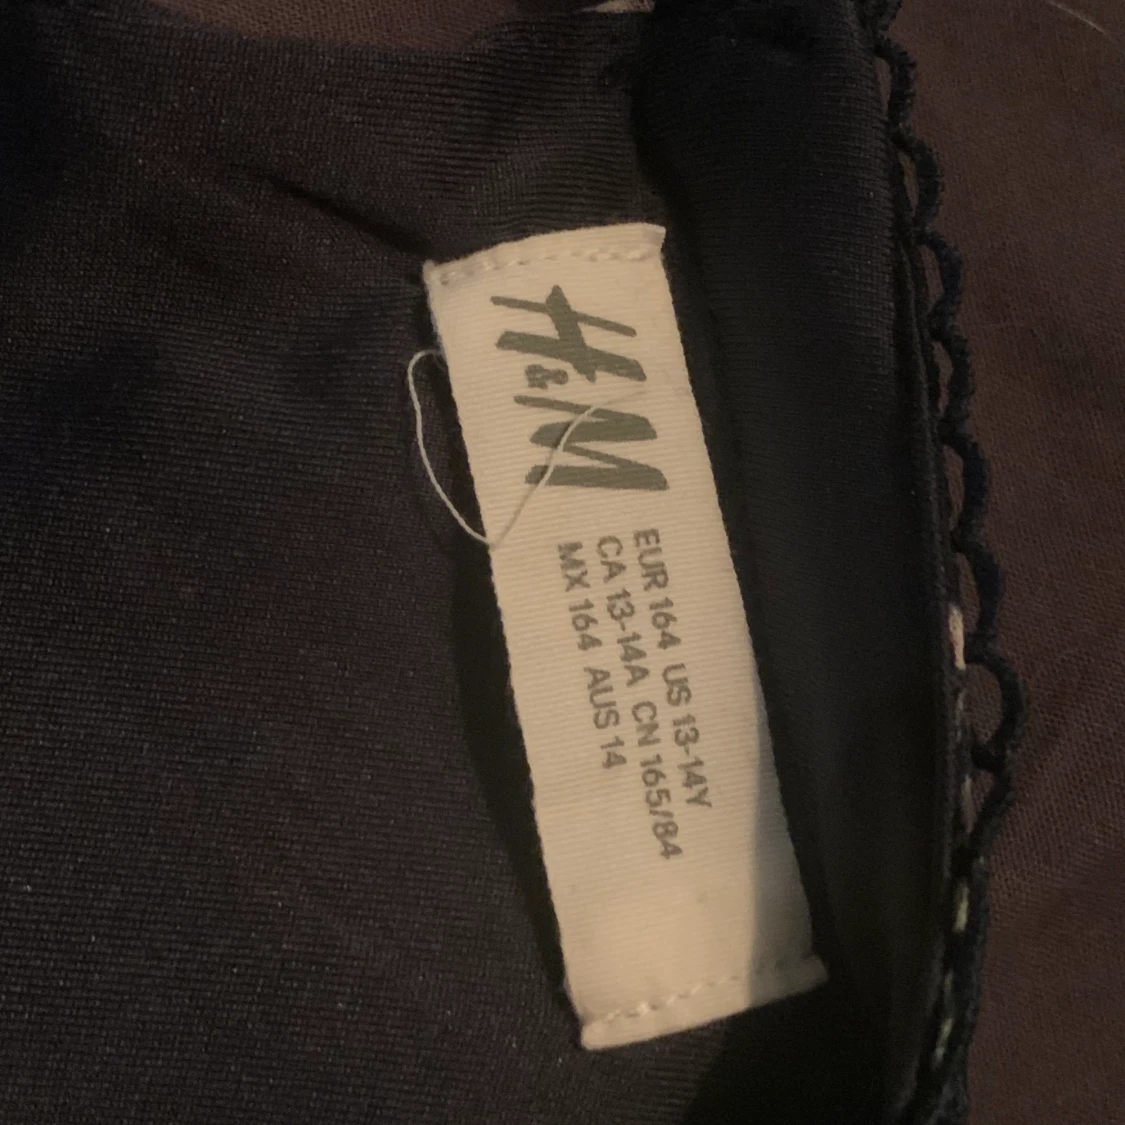 H&M
EUR 164 US 13-14Y
CA 13-14A CN 165/84
MX 164 AUS 14